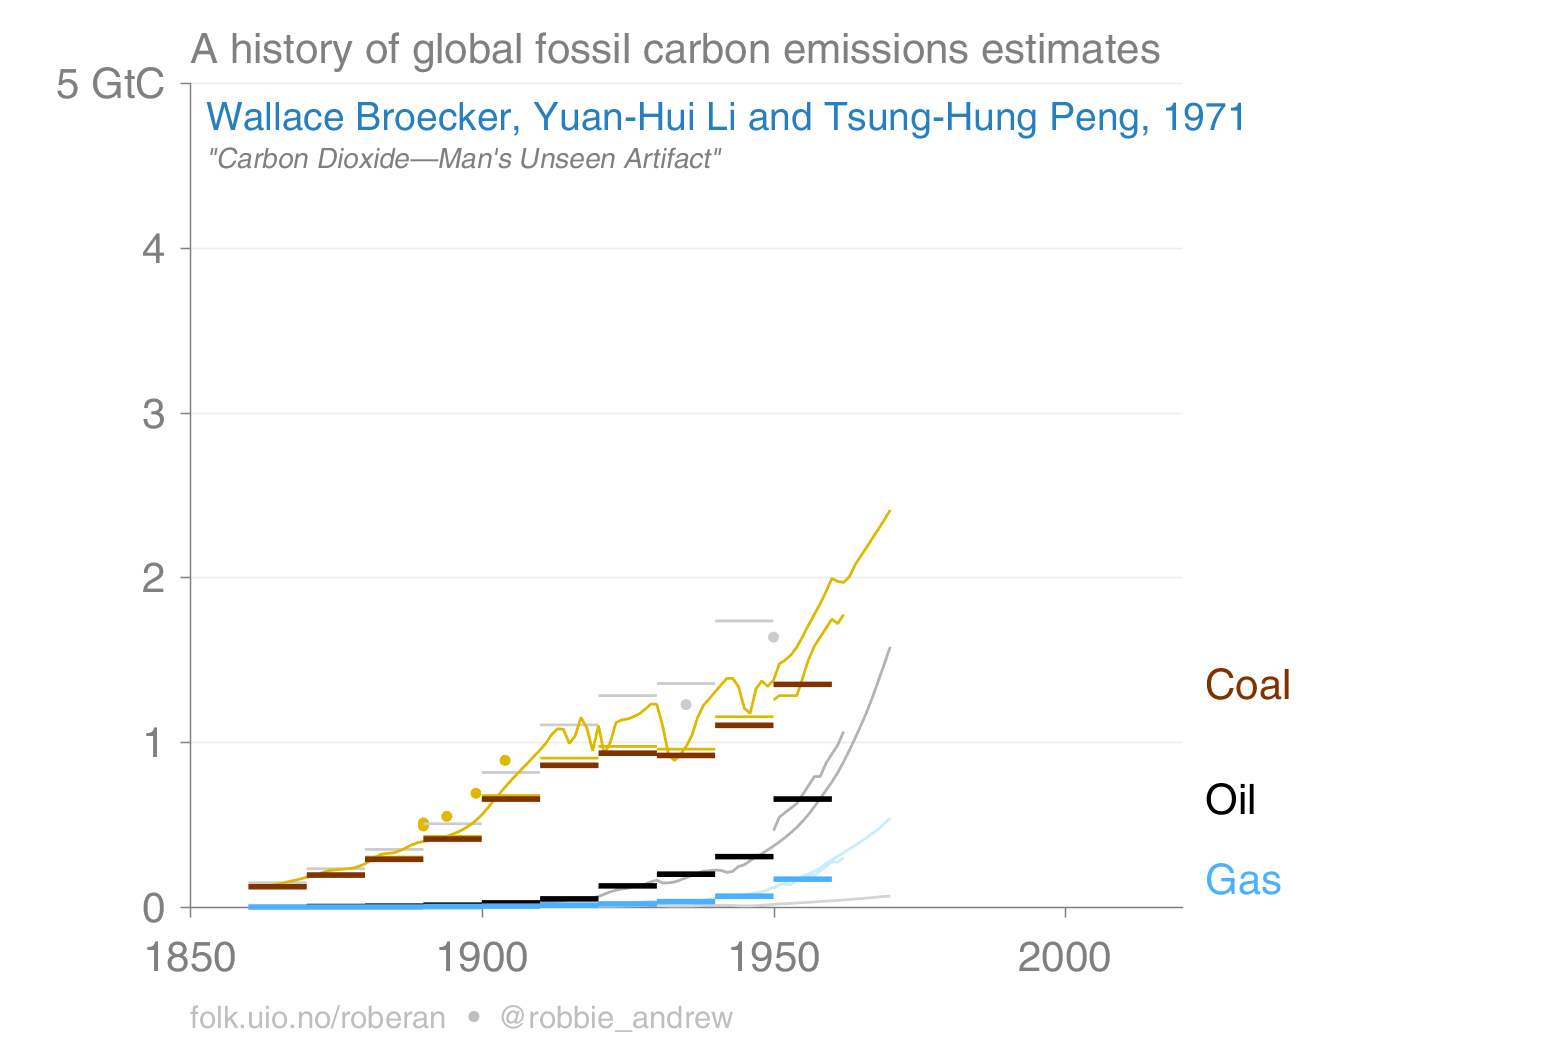 A history of global fossil carbon emissions estimates
5 GtC
Wallace Broecker, Yuan-Hui Li and Tsung-Hung Peng, 1971
"Carbon Dioxide—Man's Unseen Artifact"
4
3
2
Coal
1
Oil
Gas
0
1850 1900 1950 2000
folk.uio.no/roberan • @robbie_andrew